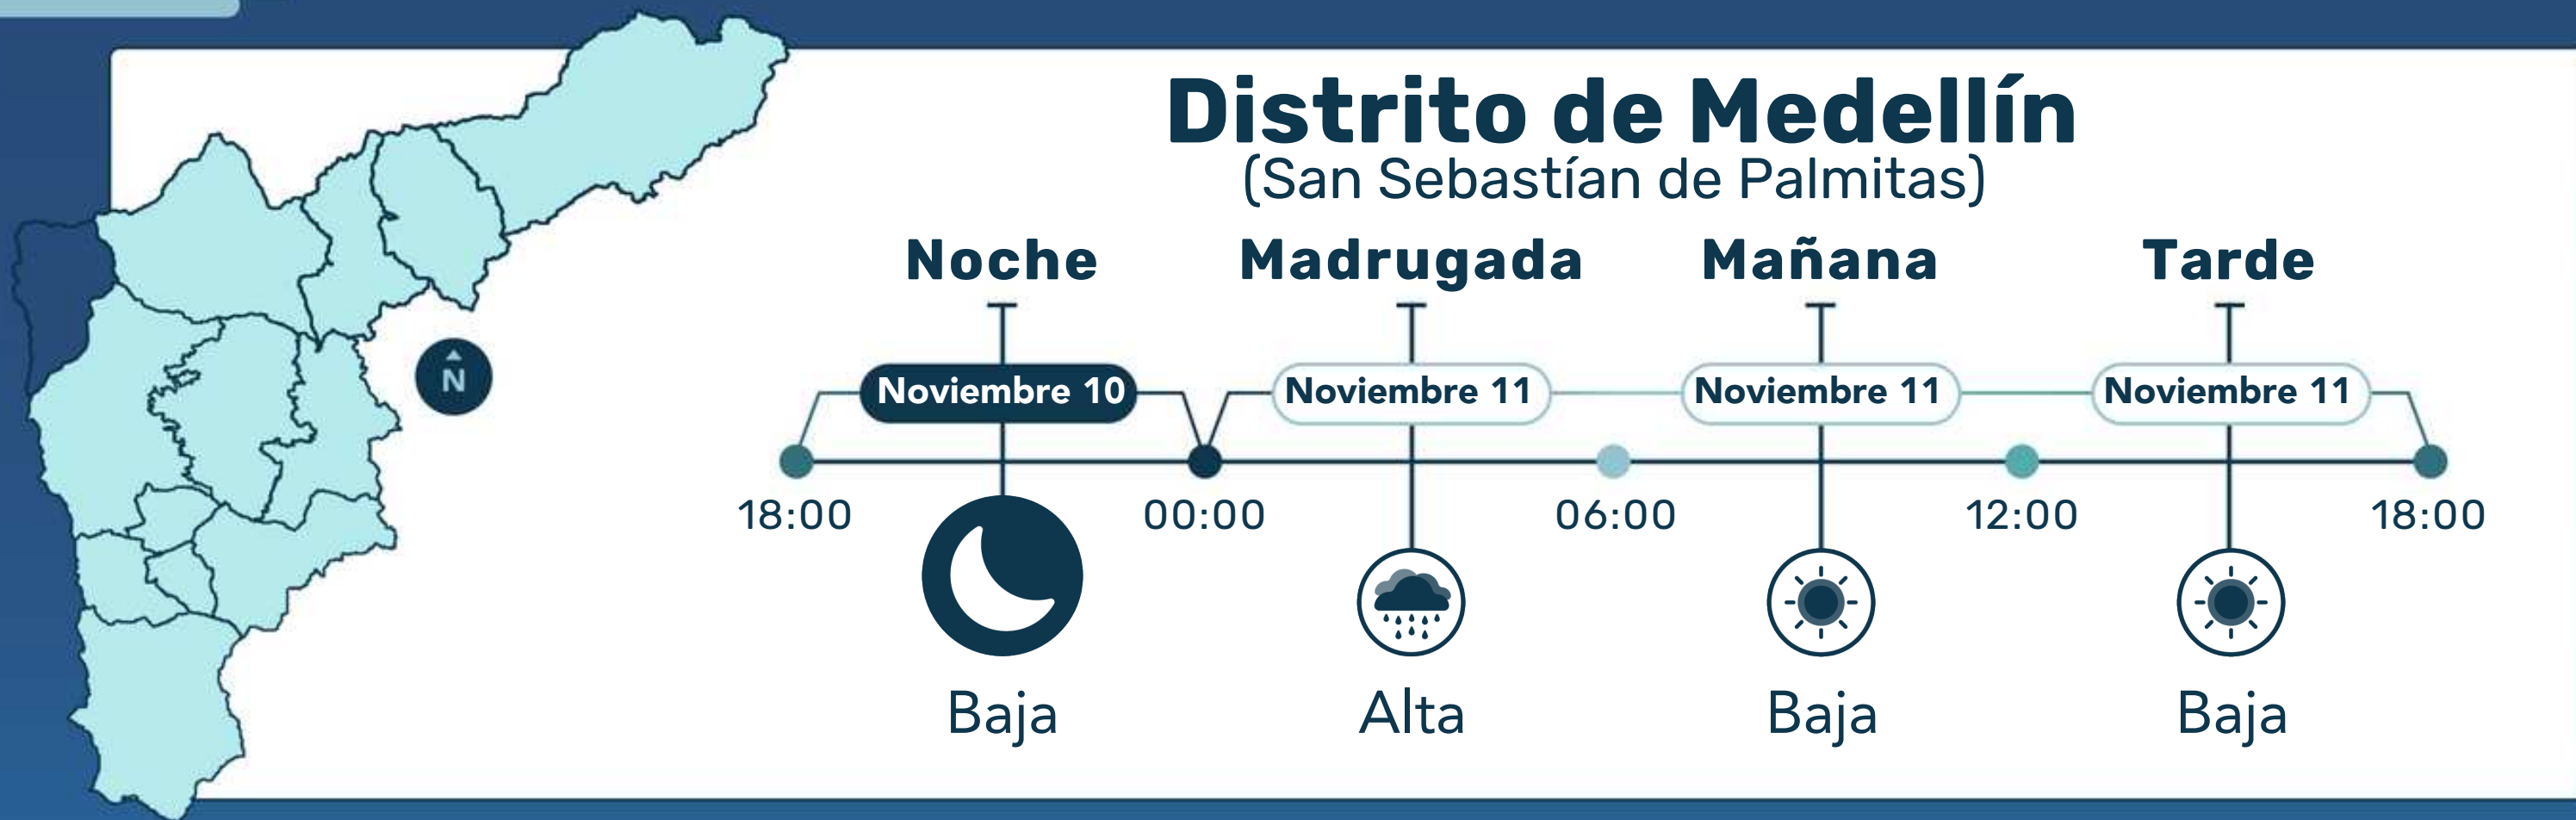 Distrito de Medellín
(San Sebastían de Palmitas)
Noche Madrugada Mañana Tarde
Noviembre 10 Noviembre 11 Noviembre 11 Noviembre 11
18:00 00:00 06:00 12:00 18:00
N
Baja Alta Baja Baja